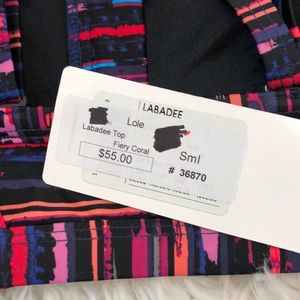 LABADEE
Lole
Labadee Top
Fiery Coral
$55.00
Sml
# 36870